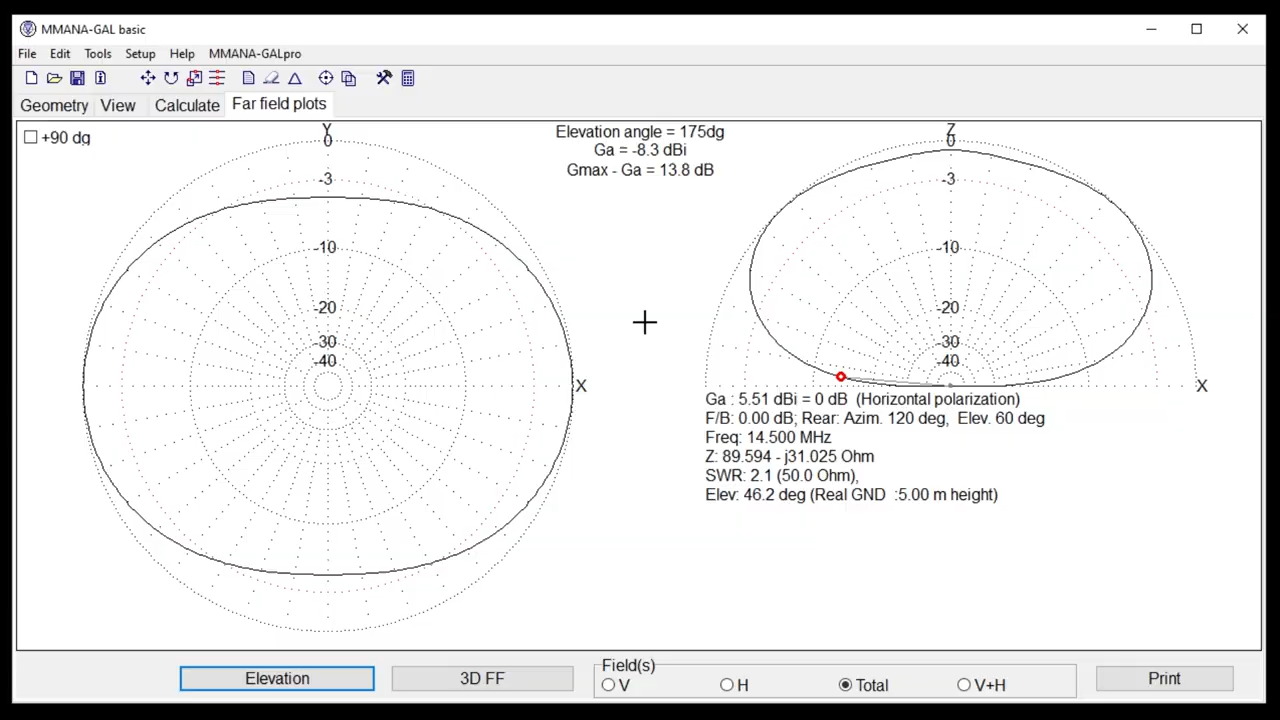 MMANA-GAL basic
File Edit Tools Setup Help MMANA-GALpro
Geometry View Calculate Far field plots
+90 dg
Y
0
-3
-10
-20
-30
-40
X
Elevation angle = 175dg
Ga = -8.3 dBi
Gmax - Ga = 13.8 dB
Z
0
-3
-10
-20
-30
-40
X
Ga : 5.51 dBi = 0 dB (Horizontal polarization)
F/B: 0.00 dB; Rear: Azim. 120 deg, Elev. 60 deg
Freq: 14.500 MHz
Z: 89.594 - j31.025 Ohm
SWR: 2.1 (50.0 Ohm),
Elev: 46.2 deg (Real GND :5.00 m height)
Elevation
3D FF
Field(s)
V H Total V+H
Print